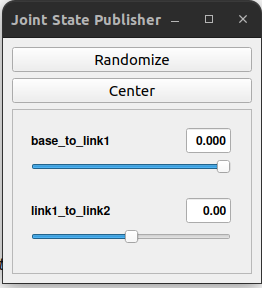 Joint State Publisher
Randomize
Center
base_to_link1 0.000
link1_to_link2 0.00